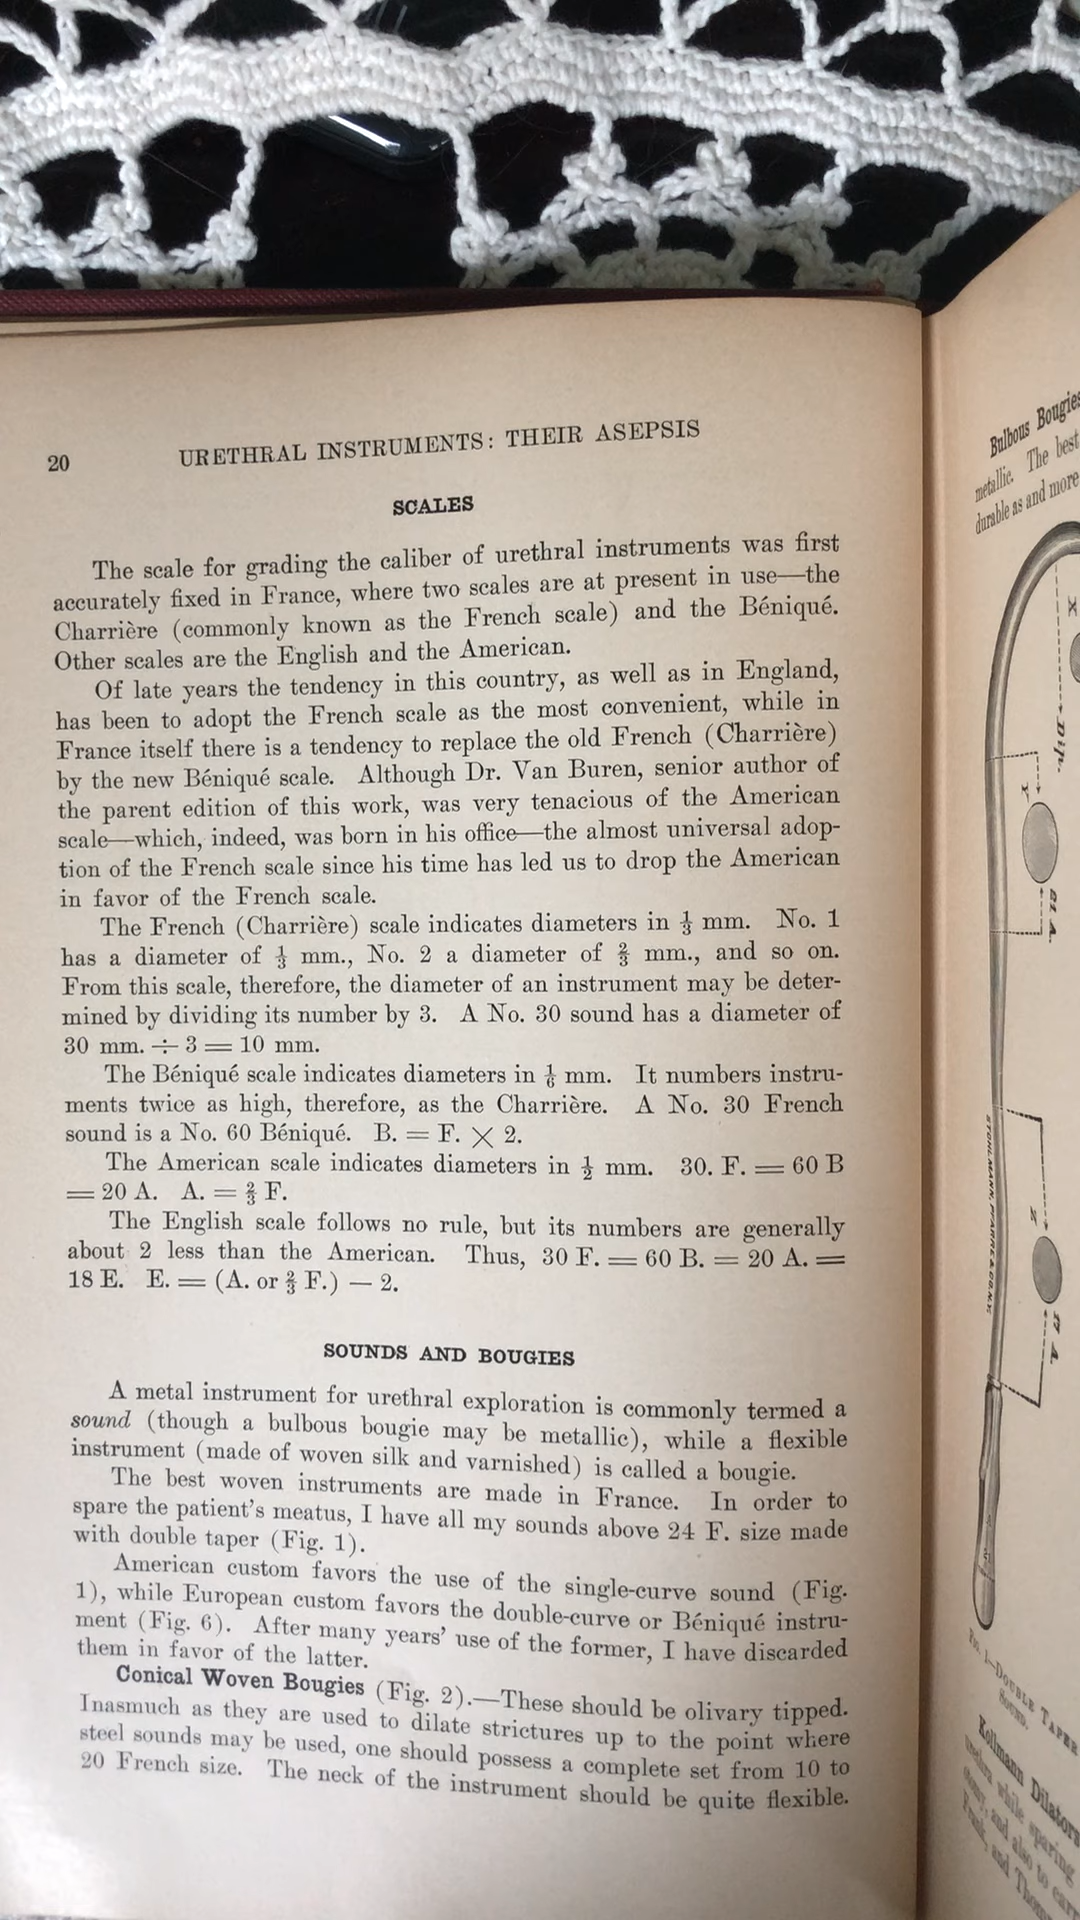 20
URETHRAL INSTRUMENTS: THEIR ASEPSIS
SCALES
The scale for grading the caliber of urethral instruments was first
accurately fixed in France, where two scales are at present in use—the
Charrière (commonly known as the French scale) and the Béniqué.
Other scales are the English and the American.
Of late years the tendency in this country, as well as in England,
has been to adopt the French scale as the most convenient, while in
France itself there is a tendency to replace the old French (Charrière)
by the new Béniqué scale. Although Dr. Van Buren, senior author of
the parent edition of this work, was very tenacious of the American
scale—which, indeed, was born in his office—the almost universal adop-
tion of the French scale since his time has led us to drop the American
in favor of the French scale.
The French (Charrière) scale indicates diameters in ⅓ mm. No. 1
has a diameter of ⅓ mm., No. 2 a diameter of ⅔ mm., and so on.
From this scale, therefore, the diameter of an instrument may be deter-
mined by dividing its number by 3. A No. 30 sound has a diameter of
30 mm. ÷ 3 = 10 mm.
The Béniqué scale indicates diameters in ⅙ mm. It numbers instru-
ments twice as high, therefore, as the Charrière. A No. 30 French
sound is a No. 60 Béniqué. B. = F. × 2.
The American scale indicates diameters in ½ mm. 30. F. = 60 B
= 20 A. A. = ⅔ F.
The English scale follows no rule, but its numbers are generally
about 2 less than the American. Thus, 30 F. = 60 B. = 20 A. =
18 E. E. = (A. or ⅔ F.) — 2.
SOUNDS AND BOUGIES
A metal instrument for urethral exploration is commonly termed a
sound (though a bulbous bougie may be metallic), while a flexible
instrument (made of woven silk and varnished) is called a bougie.
The best woven instruments are made in France. In order to
spare the patient's meatus, I have all my sounds above 24 F. size made
with double taper (Fig. 1).
American custom favors the use of the single-curve sound (Fig.
1), while European custom favors the double-curve or Béniqué instru-
ment (Fig. 6). After many years' use of the former, I have discarded
them in favor of the latter.
Conical Woven Bougies (Fig. 2).—These should be olivary tipped.
Inasmuch as they are used to dilate strictures up to the point where
steel sounds may be used, one should possess a complete set from 10 to
20 French size. The neck of the instrument should be quite flexible.
Bulbous Bougies
metallic. The best
durable as and more
X
Dip.
Y
21 A.
STOHLMANN, PFARRE & CO. N.Y.
Z
Fig. 1.—Double Taper
Sound.
Kollmann Dilators
urethra while sparing
and also to
Frank, and